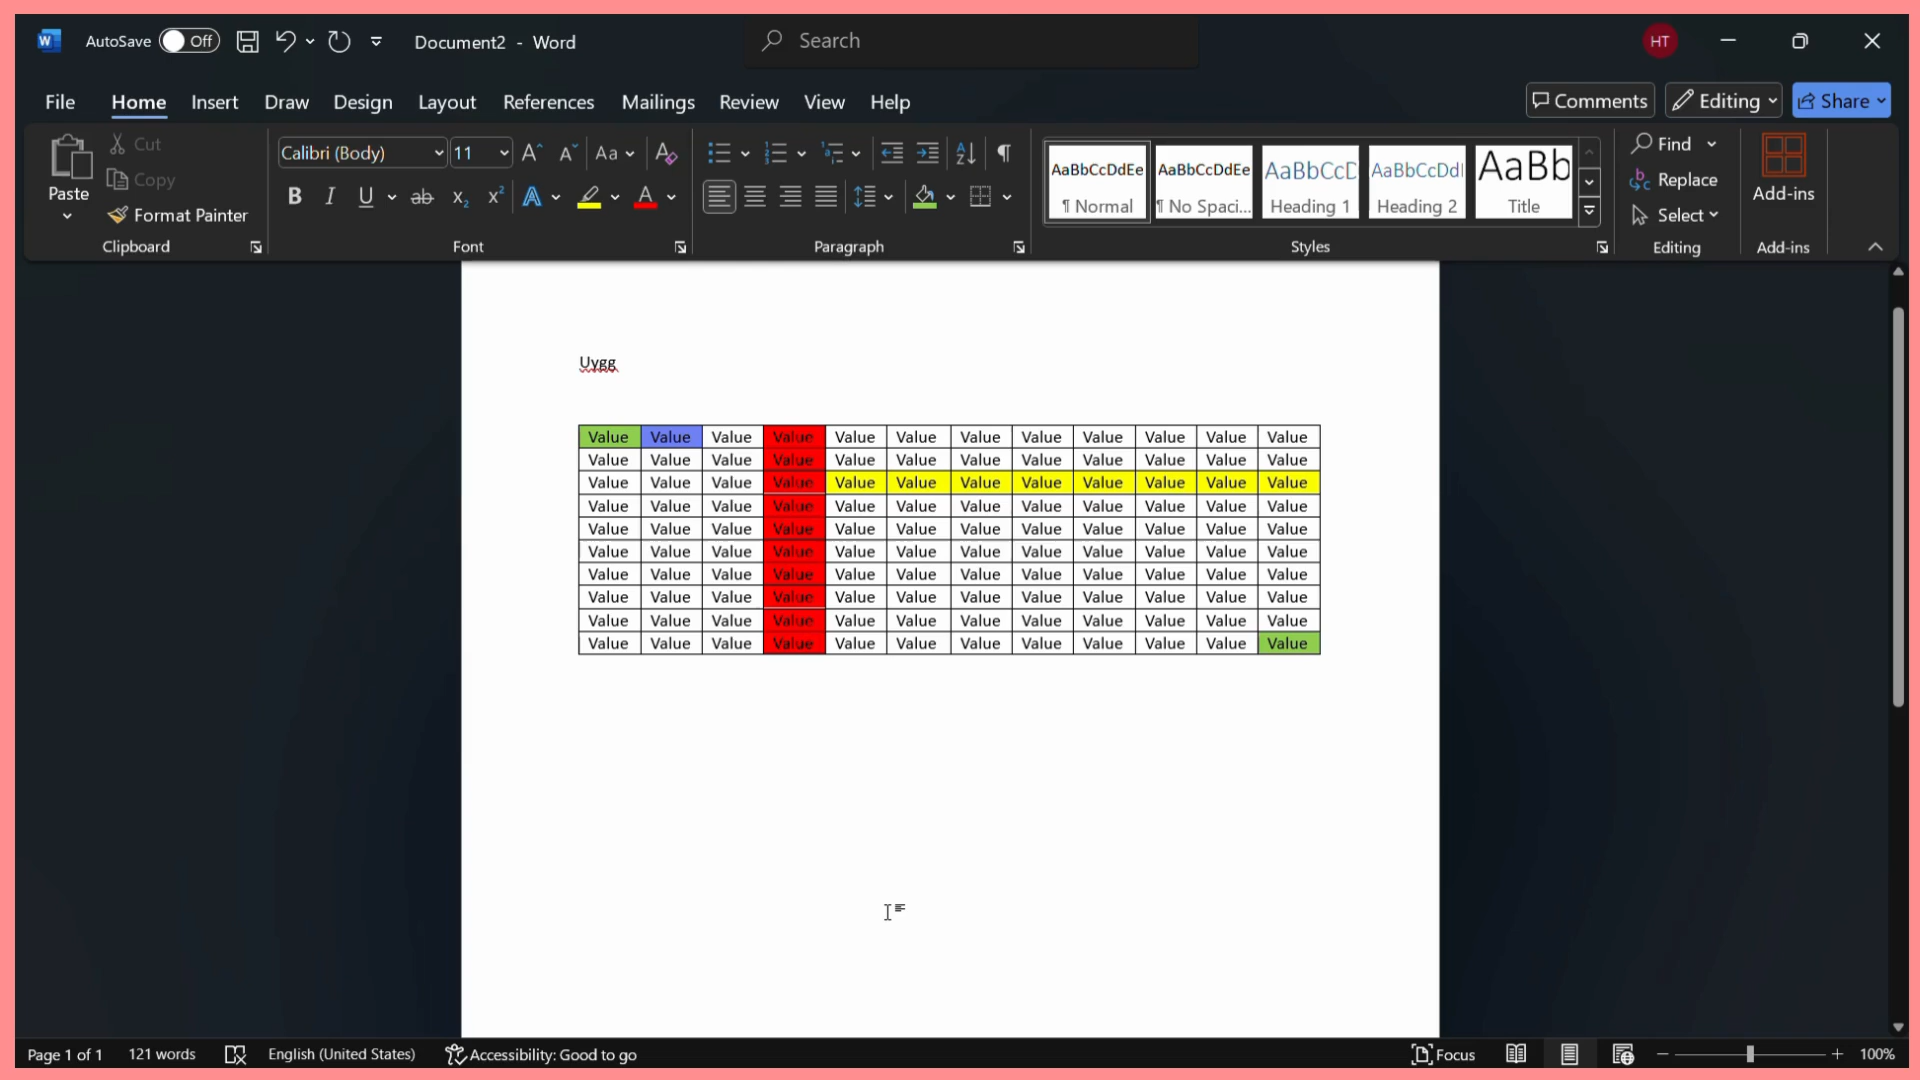 AutoSave Off Document2 - Word Search HT
File Home Insert Draw Design Layout References Mailings Review View Help Comments Editing Share
Paste Cut Copy Format Painter Clipboard
Calibri (Body) 11 Aa Font
Paragraph
AaBbCcDdEe AaBbCcDdEe AaBbCcD AaBbCcDdI AaBb
¶ Normal ¶ No Spaci... Heading 1 Heading 2 Title
Styles
Find Replace Select Editing
Add-ins Add-ins
Uygg
Value Value Value Value Value Value Value Value Value Value Value Value
Value Value Value Value Value Value Value Value Value Value Value Value
Value Value Value Value Value Value Value Value Value Value Value Value
Value Value Value Value Value Value Value Value Value Value Value Value
Value Value Value Value Value Value Value Value Value Value Value Value
Value Value Value Value Value Value Value Value Value Value Value Value
Value Value Value Value Value Value Value Value Value Value Value Value
Value Value Value Value Value Value Value Value Value Value Value Value
Value Value Value Value Value Value Value Value Value Value Value Value
Value Value Value Value Value Value Value Value Value Value Value Value
Page 1 of 1 121 words English (United States) Accessibility: Good to go Focus 100%